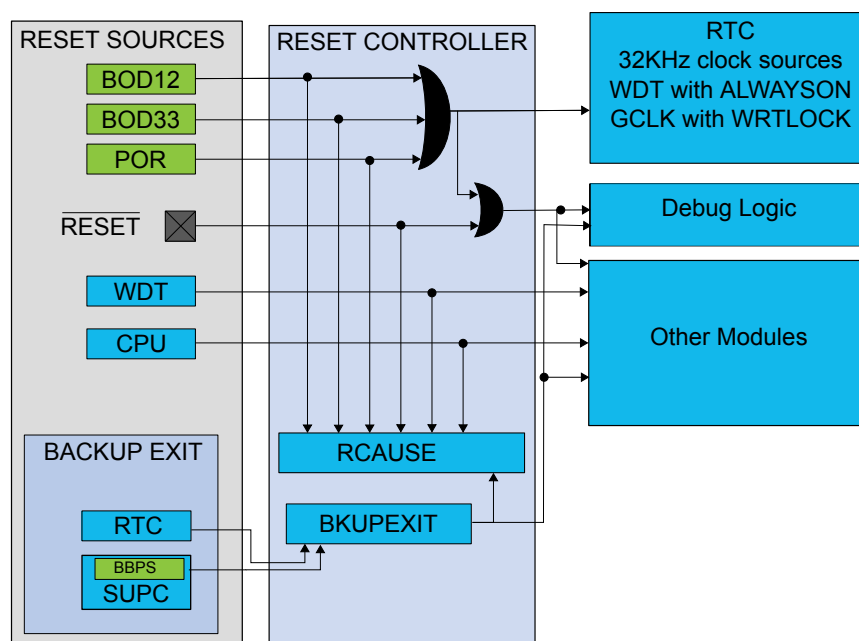 RESET SOURCES
BOD12
BOD33
POR
RESET
WDT
CPU
BACKUP EXIT
RTC
BBPS
SUPC
RESET CONTROLLER
RCAUSE
BKUPEXIT
RTC
32KHz clock sources
WDT with ALWAYSON
GCLK with WRTLOCK
Debug Logic
Other Modules